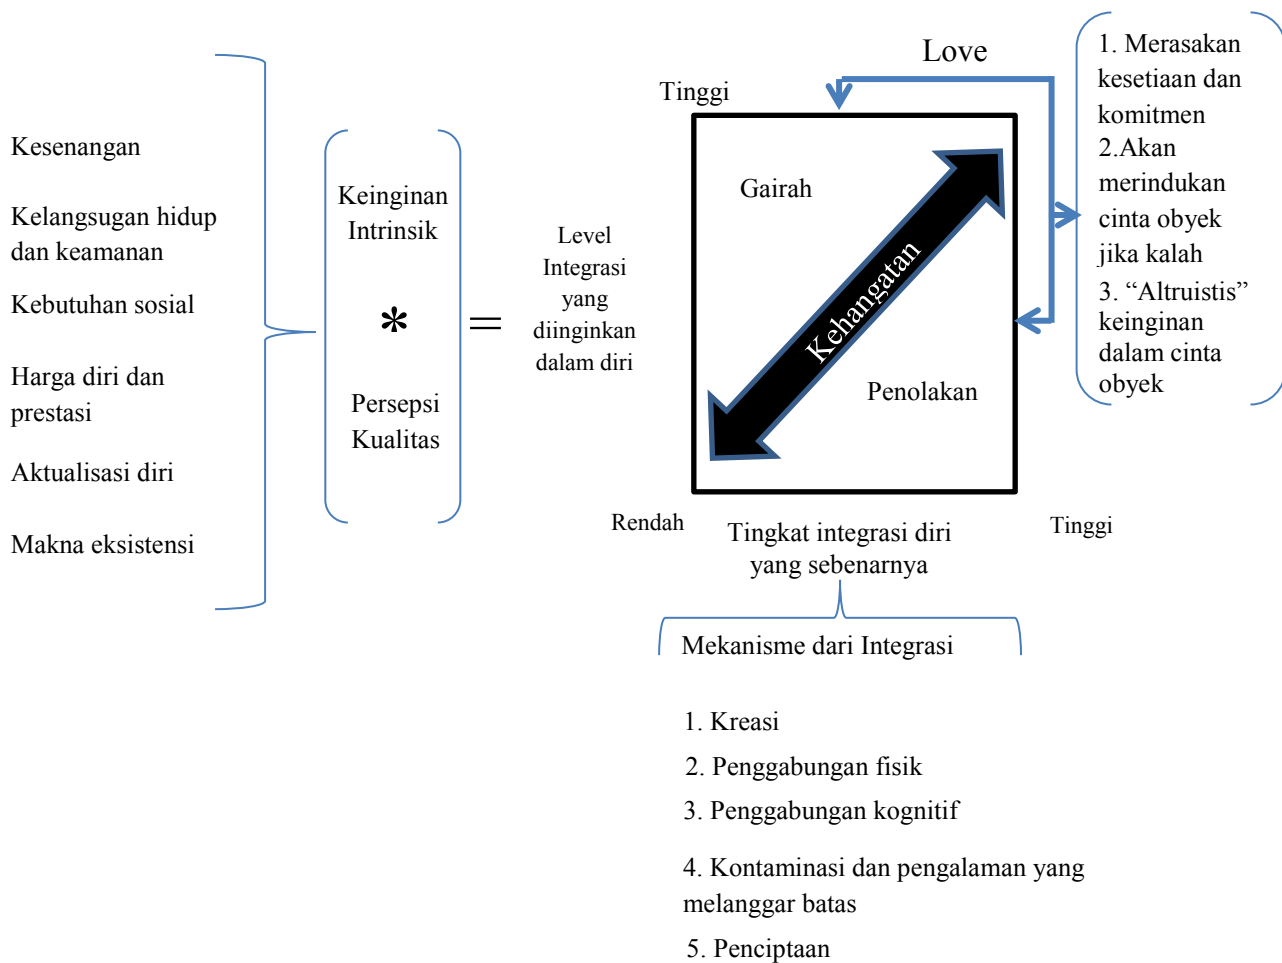 Kesenangan
Kelangsugan hidup
dan keamanan
Kebutuhan sosial
Harga diri dan
prestasi
Aktualisasi diri
Makna eksistensi
Keinginan
Intrinsik
*
Persepsi
Kualitas
=
Level
Integrasi
yang
diinginkan
dalam diri
Love
Tinggi
Gairah
Kehangatan
Penolakan
Rendah
Tingkat integrasi diri
yang sebenarnya
Tinggi
1. Merasakan
kesetiaan dan
komitmen
2.Akan
merindukan
cinta obyek
jika kalah
3. “Altruistis”
keinginan
dalam cinta
obyek
Mekanisme dari Integrasi
1. Kreasi
2. Penggabungan fisik
3. Penggabungan kognitif
4. Kontaminasi dan pengalaman yang
melanggar batas
5. Penciptaan